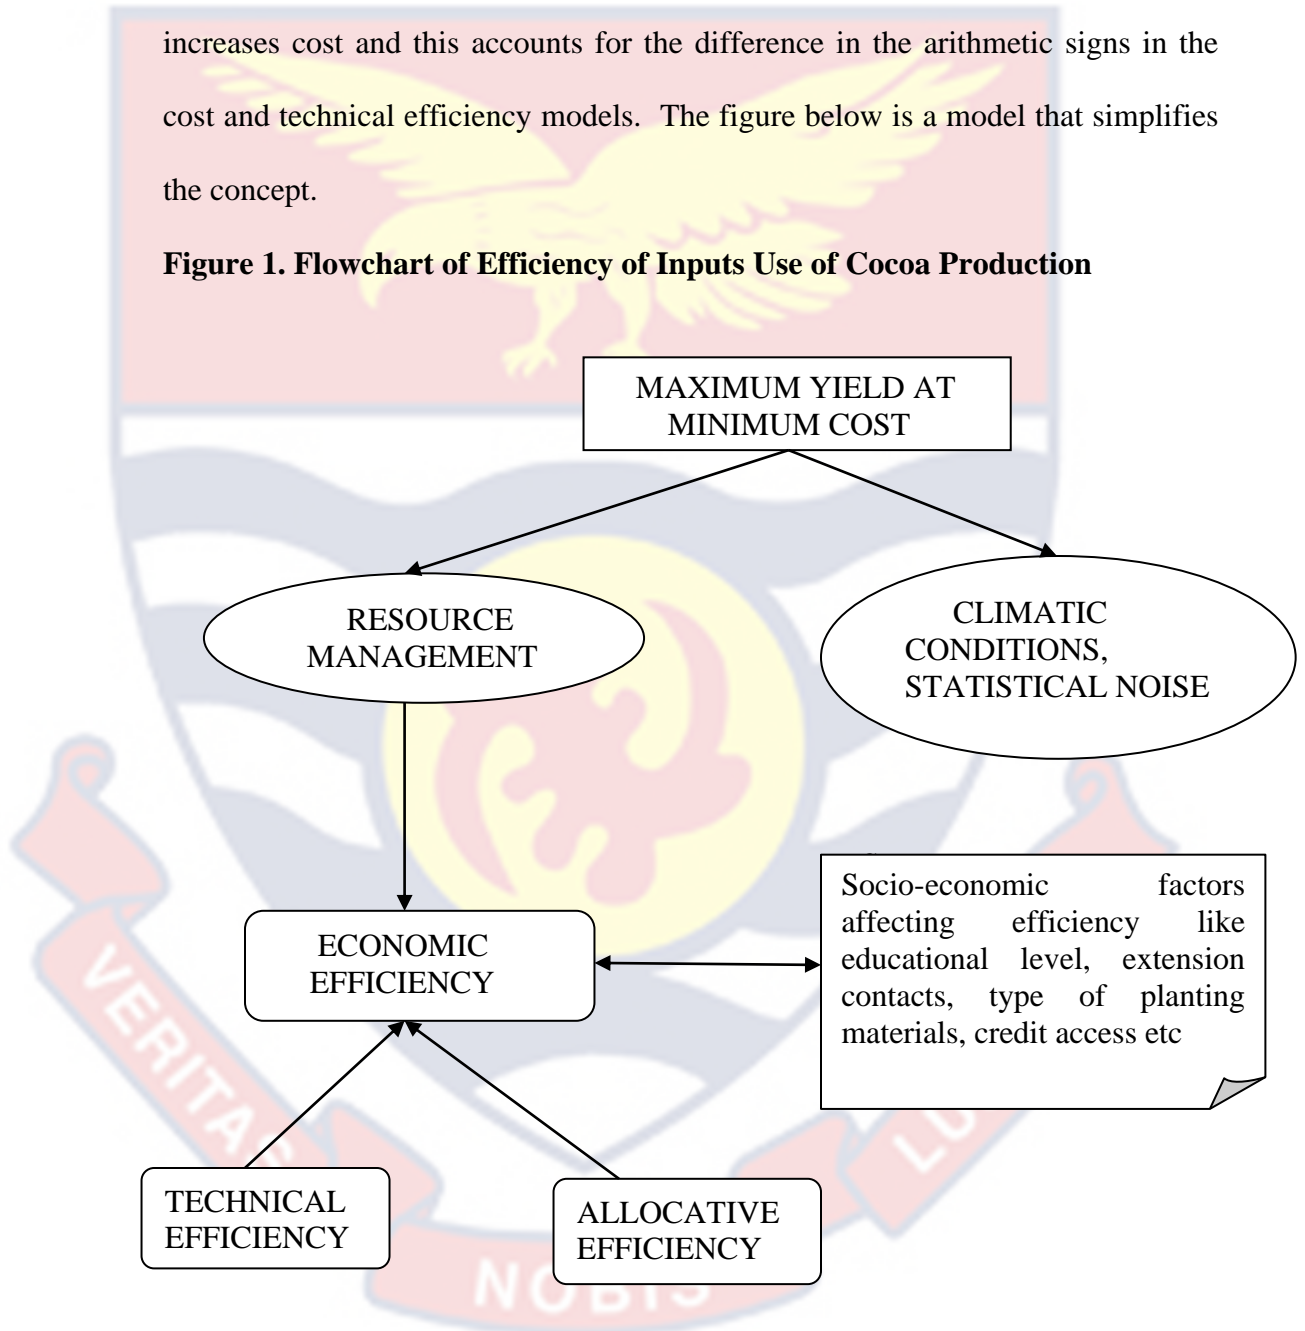 increases cost and this accounts for the difference in the arithmetic signs in the
cost and technical efficiency models. The figure below is a model that simplifies
the concept.
Figure 1. Flowchart of Efficiency of Inputs Use of Cocoa Production
MAXIMUM YIELD AT
MINIMUM COST
RESOURCE
MANAGEMENT
CLIMATIC
CONDITIONS,
STATISTICAL NOISE
ECONOMIC
EFFICIENCY
Socio-economic factors
affecting efficiency like
educational level, extension
contacts, type of planting
materials, credit access etc
TECHNICAL
EFFICIENCY
ALLOCATIVE
EFFICIENCY
VERITAS
NOBIS
LU